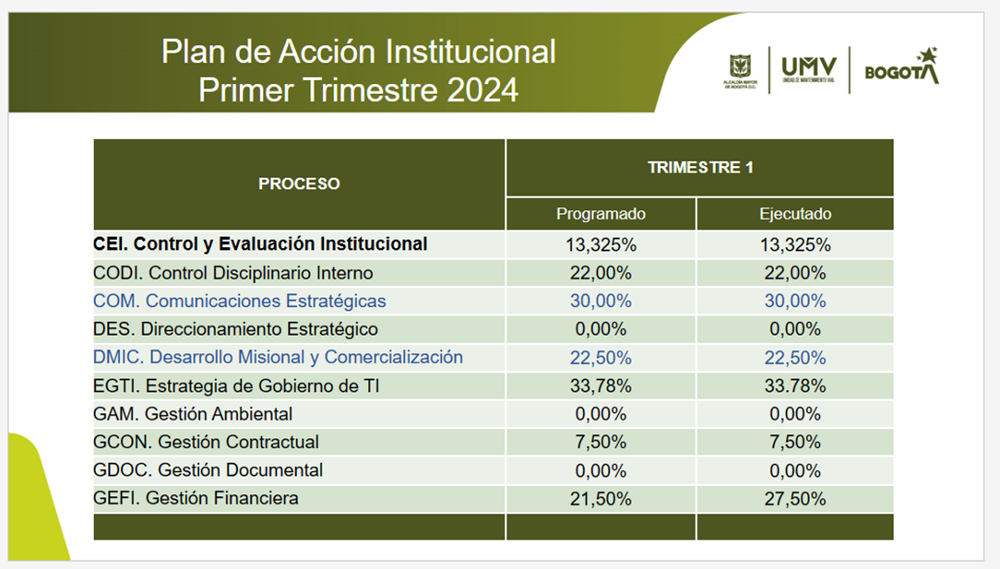 Plan de Acción Institucional
Primer Trimestre 2024
ALCALDÍA MAYOR
DE BOGOTÁ D.C.
UMV
UNIDAD DE MANTENIMIENTO VIAL
BOGOTÁ
PROCESO
TRIMESTRE 1
Programado Ejecutado
CEI. Control y Evaluación Institucional 13,325% 13,325%
CODI. Control Disciplinario Interno 22,00% 22,00%
COM. Comunicaciones Estratégicas 30,00% 30,00%
DES. Direccionamiento Estratégico 0,00% 0,00%
DMIC. Desarrollo Misional y Comercialización 22,50% 22,50%
EGTI. Estrategia de Gobierno de TI 33,78% 33.78%
GAM. Gestión Ambiental 0,00% 0,00%
GCON. Gestión Contractual 7,50% 7,50%
GDOC. Gestión Documental 0,00% 0,00%
GEFI. Gestión Financiera 21,50% 27,50%